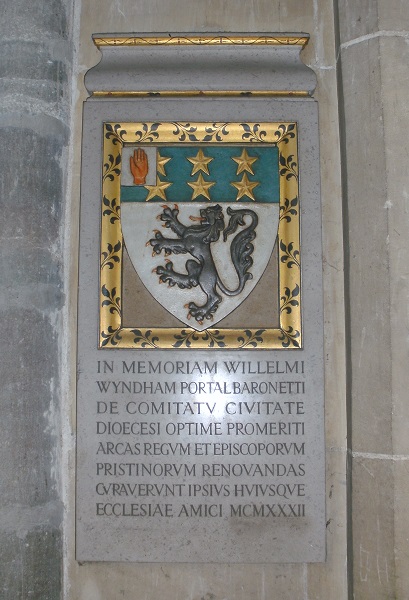 IN MEMORIAM WILLELMI
WYNDHAM PORTAL BARONETTI
DE COMITATV CIVITATE
DIOECESI OPTIME PROMERITI
ARCAS REGVM ET EPISCOPORVM
PRISTINORVM RENOVANDAS
CVRAVERVNT IPSIVS HVIVSQVE
ECCLESIAE AMICI MCMXXXII